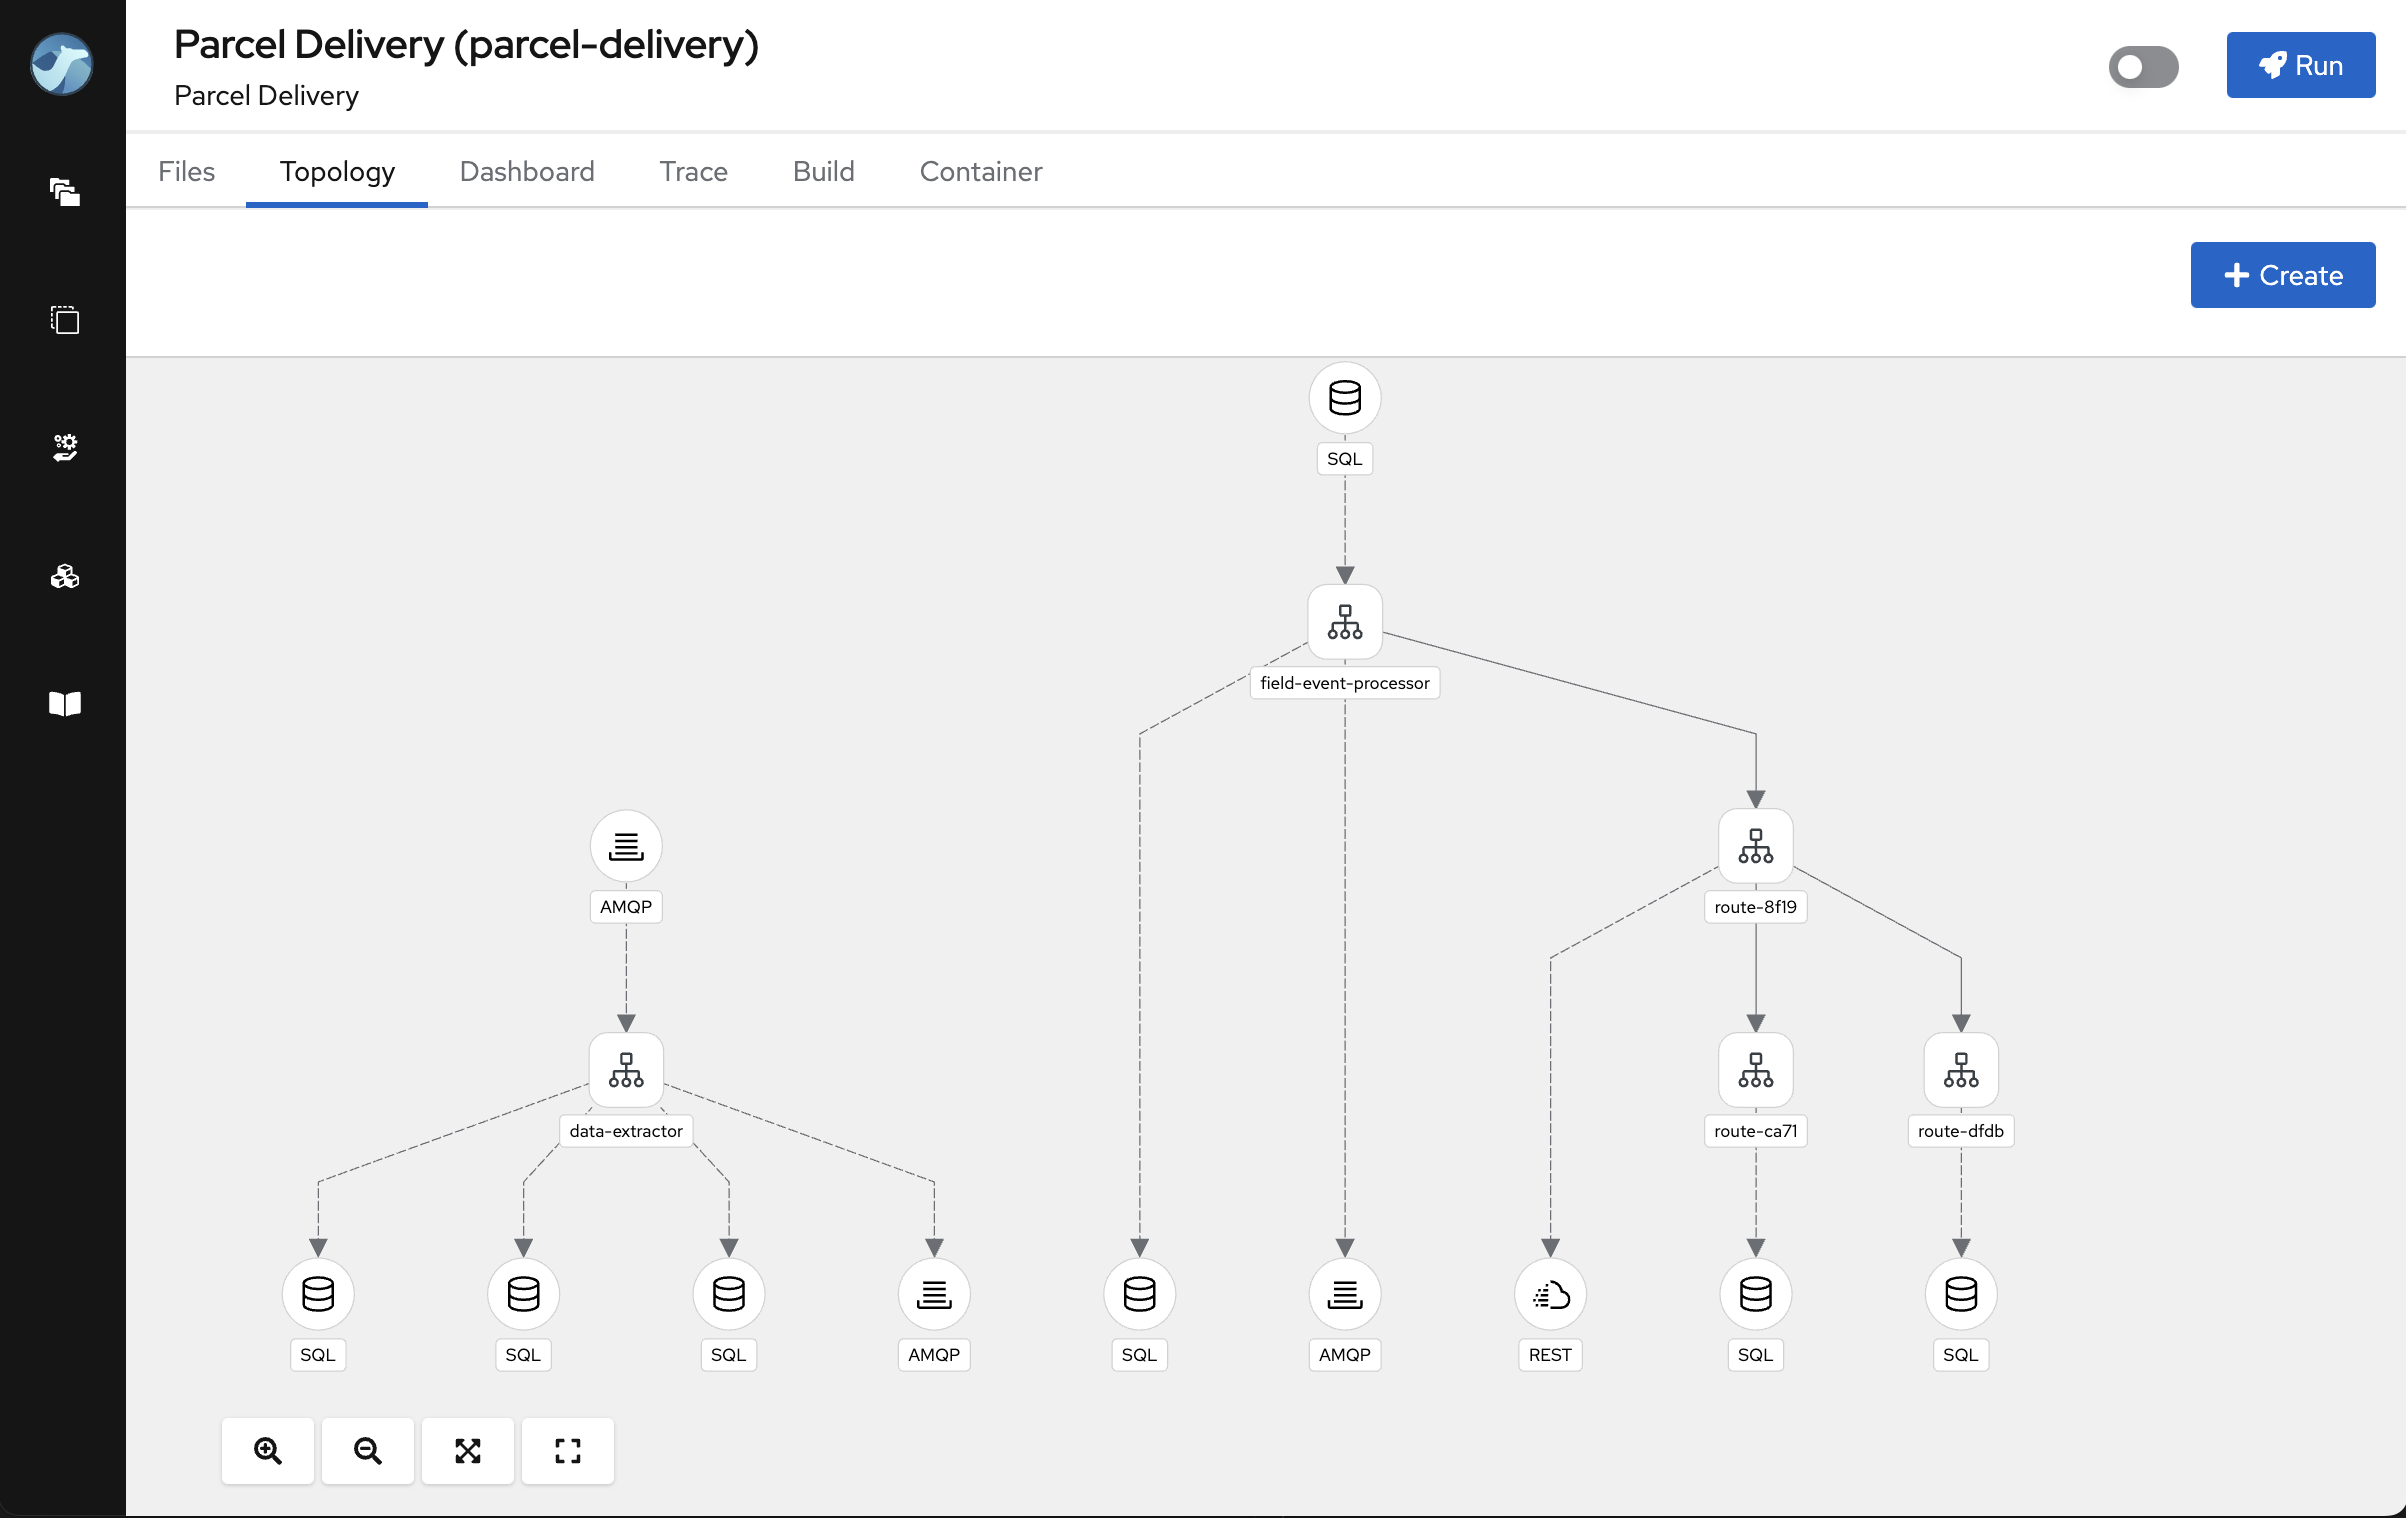 Parcel Delivery (parcel-delivery)
Parcel Delivery
Run
Files Topology Dashboard Trace Build Container
Create
SQL
field-event-processor
AMQP
route-8f19
data-extractor
route-ca71
route-dfdb
SQL
SQL
SQL
AMQP
SQL
AMQP
REST
SQL
SQL